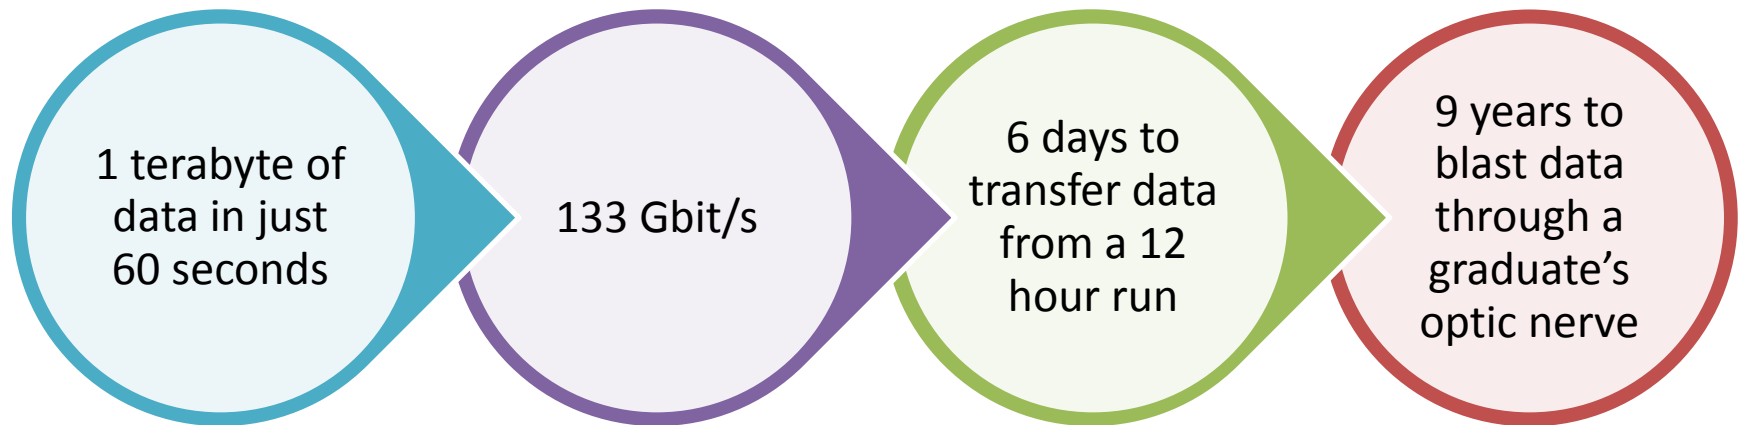 1 terabyte of
data in just
60 seconds
133 Gbit/s
6 days to
transfer data
from a 12
hour run
9 years to
blast data
through a
graduate’s
optic nerve